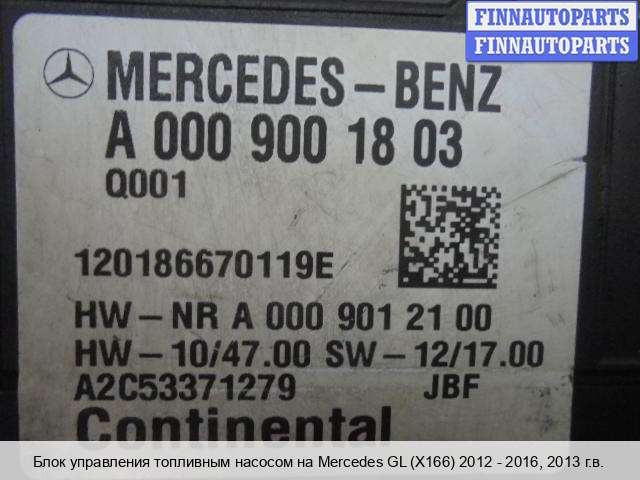 FINNAUTOPARTS
FINNAUTOPARTS
MERCEDES-BENZ
A 000 900 18 03
Q001
120186670119E
HW-NR A 000 901 21 00
HW-10/47.00 SW-12/17.00
A2C53371279 JBF
Continental
Блок управления топливным насосом на Mercedes GL (X166) 2012 - 2016, 2013 г.в.